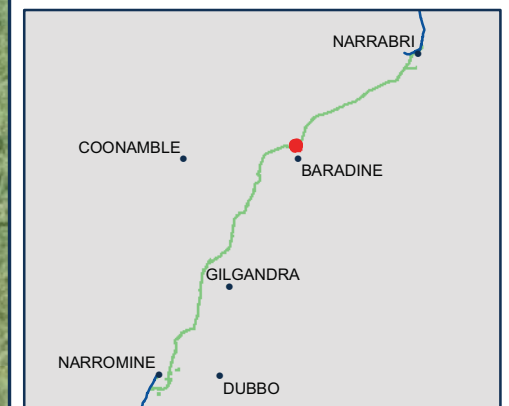 NARRABRI
COONAMBLE
BARADINE
GILGANDRA
NARROMINE
DUBBO